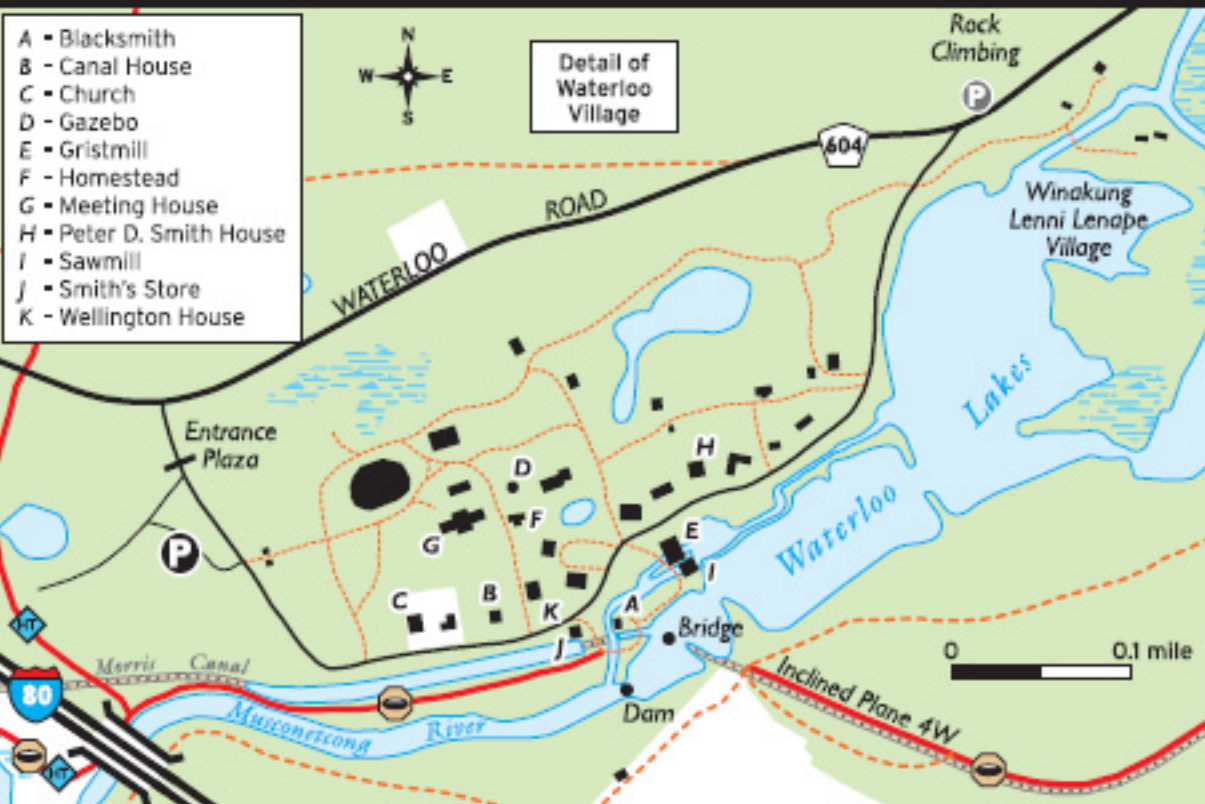 A - Blacksmith
B - Canal House
C - Church
D - Gazebo
E - Gristmill
F - Homestead
G - Meeting House
H - Peter D. Smith House
I - Sawmill
J - Smith's Store
K - Wellington House
N
W E
S
Detail of
Waterloo
Village
Rock
Climbing
P
604
WATERLOO ROAD
Winakung
Lenni Lenape
Village
Entrance
Plaza
P
Waterloo Lakes
H
D
F
G
E
I
C
B
K
A
J
Bridge
0 0.1 mile
HT
Morris Canal
80
Inclined Plane 4W
Dam
Musconetcong River
HT